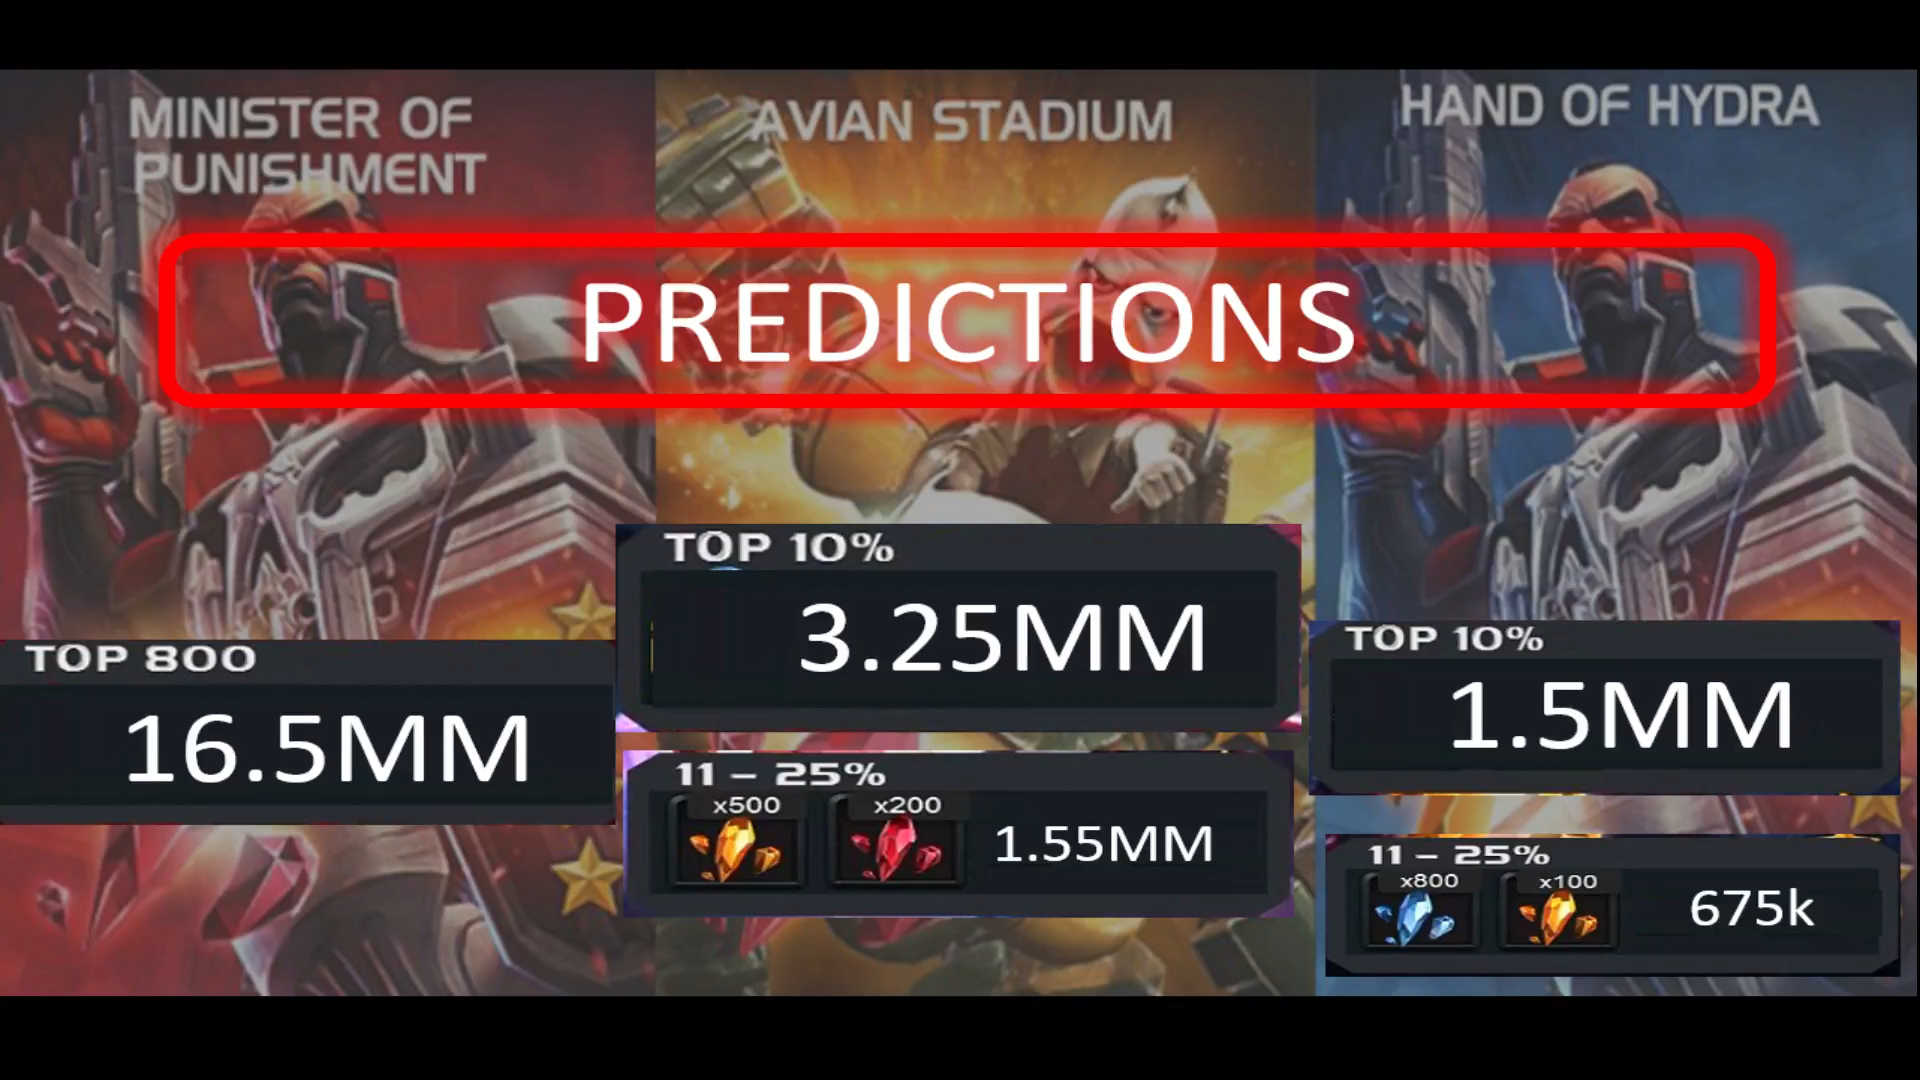 MINISTER OF
PUNISHMENT
AVIAN STADIUM
HAND OF HYDRA
PREDICTIONS
TOP 800
16.5MM
TOP 10%
3.25MM
11 – 25%
x500 x200
1.55MM
TOP 10%
1.5MM
11 – 25%
x800 x100
675k